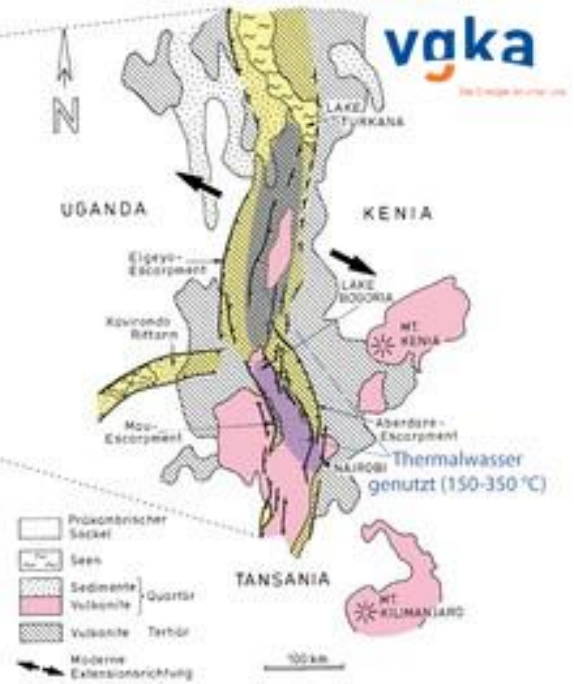 vgka
LAKE
TURKANA
N
UGANDA
KENIA
Elgeyo-
Escarpment
LAKE
BOGORIA
Kavirondo
Rittarm
MT.
KENIA
Mau-
Escarpment
Aberdare-
Escarpment
NAIROBI
Thermalwasser
genutzt (150-350 °C)
Präkambrischer
Sockel
Seen
Sedimente
Vulkanite
Quartär
Vulkanite Tertiär
Moderne
Extensionsrichtung
TANSANIA
100 km
MT.
KILIMANJARO